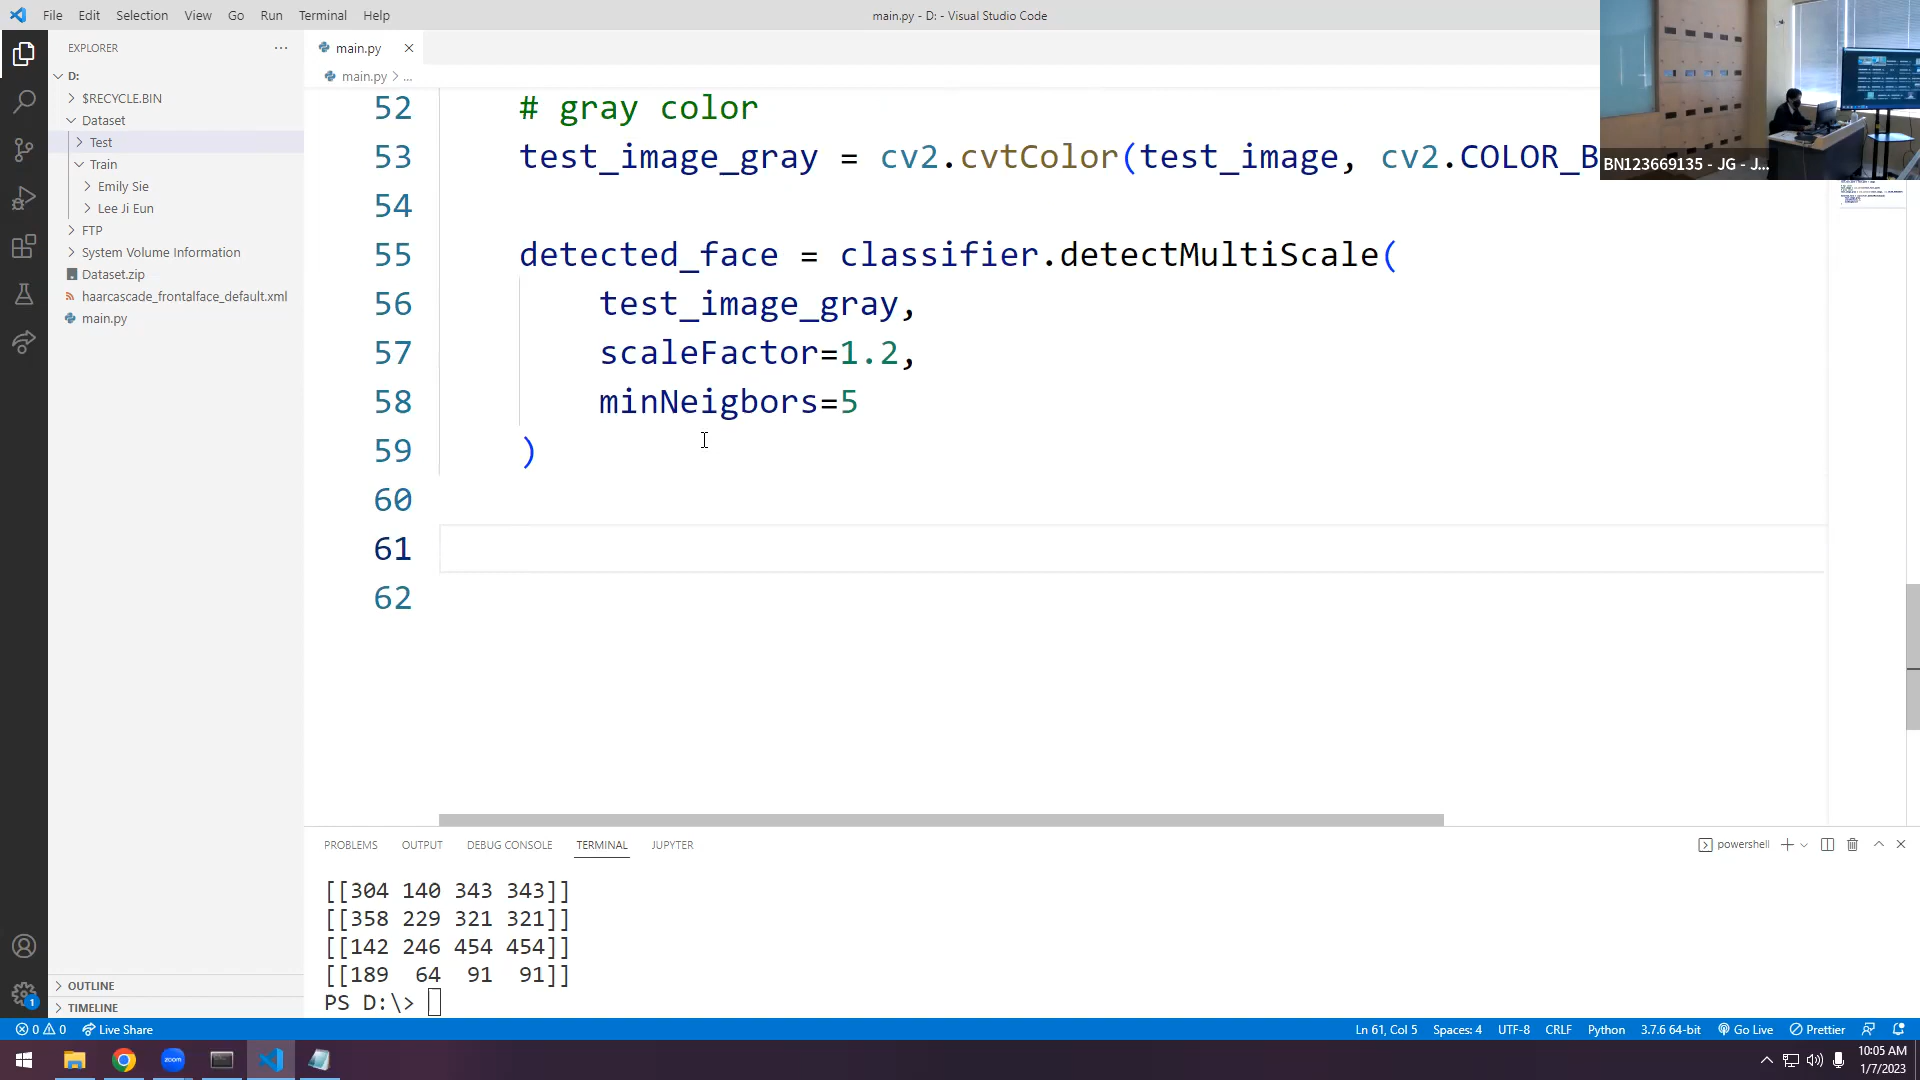 File Edit Selection View Go Run Terminal Help
main.py - D: - Visual Studio Code
EXPLORER
D:
$RECYCLE.BIN
Dataset
Test
Train
Emily Sie
Lee Ji Eun
FTP
System Volume Information
Dataset.zip
haarcascade_frontalface_default.xml
main.py
OUTLINE
TIMELINE
main.py
main.py > ...
52 # gray color
53 test_image_gray = cv2.cvtColor(test_image, cv2.COLOR_B
54
55 detected_face = classifier.detectMultiScale(
56 test_image_gray,
57 scaleFactor=1.2,
58 minNeigbors=5
59 )
60
61
62
BN123669135 - JG - J...
PROBLEMS OUTPUT DEBUG CONSOLE TERMINAL JUPYTER
powershell
[[304 140 343 343]]
[[358 229 321 321]]
[[142 246 454 454]]
[[189 64 91 91]]
PS D:\>
1
0 0 Live Share
Ln 61, Col 5 Spaces: 4 UTF-8 CRLF Python 3.7.6 64-bit Go Live Prettier
zoom
10:05 AM
1/7/2023